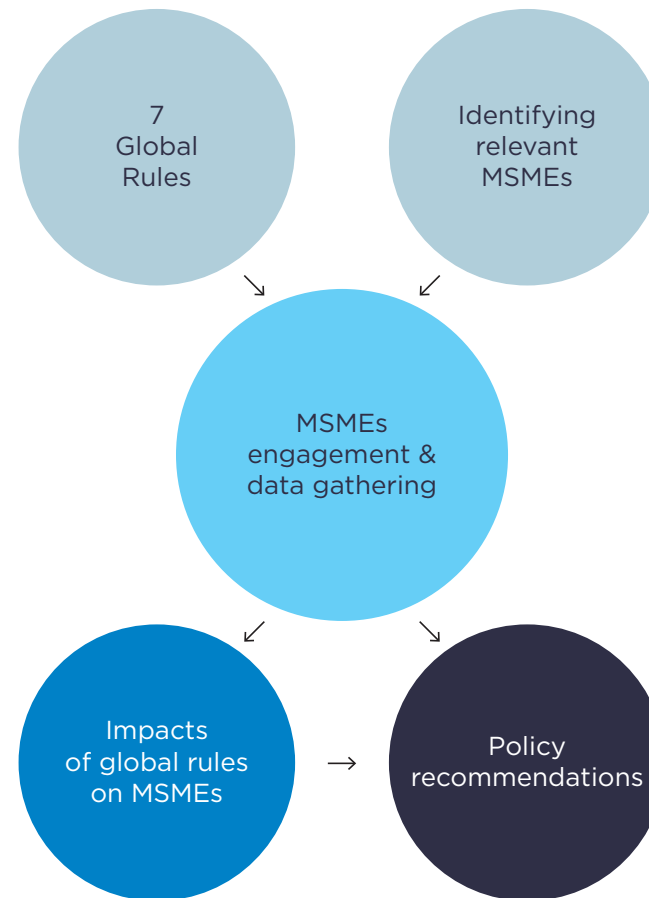 7
Global
Rules
Identifying
relevant
MSMEs
MSMEs
engagement &
data gathering
Impacts
of global rules
on MSMEs
Policy
recommendations